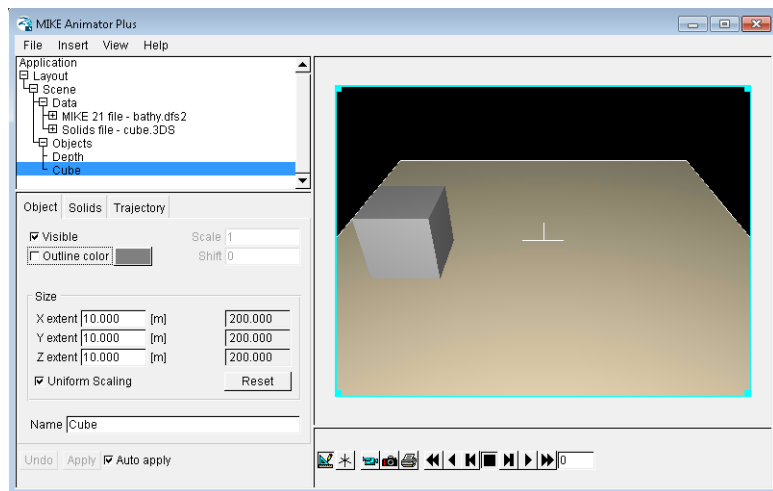 MIKE Animator Plus
File Insert View Help
Application
Layout
Scene
Data
MIKE 21 file - bathy.dfs2
Solids file - cube.3DS
Objects
Depth
Cube
Object Solids Trajectory
Visible Scale 1
Outline color Shift 0
Size
X extent 10.000 [m] 200.000
Y extent 10.000 [m] 200.000
Z extent 10.000 [m] 200.000
Uniform Scaling Reset
Name Cube
Undo Apply Auto apply 0